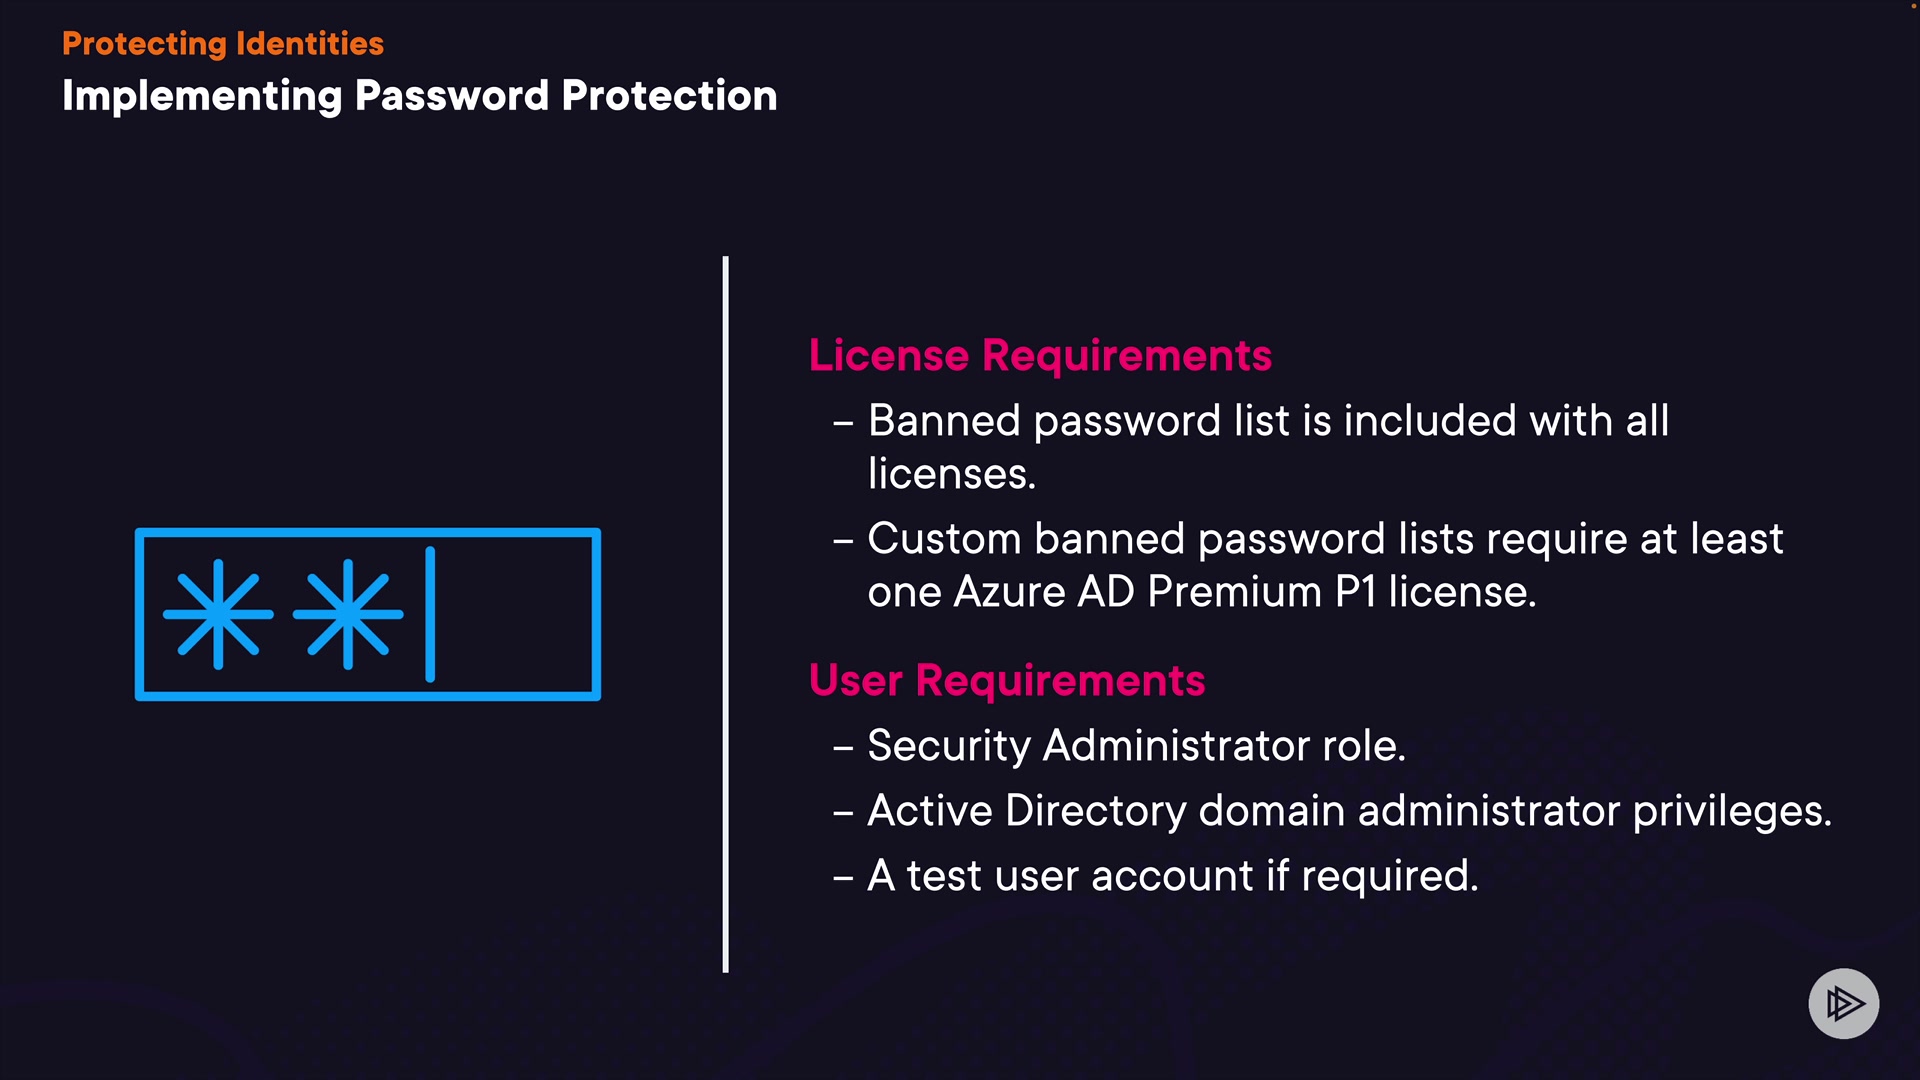 Protecting Identities
Implementing Password Protection
License Requirements
– Banned password list is included with all
licenses.
– Custom banned password lists require at least
one Azure AD Premium P1 license.
User Requirements
– Security Administrator role.
– Active Directory domain administrator privileges.
– A test user account if required.